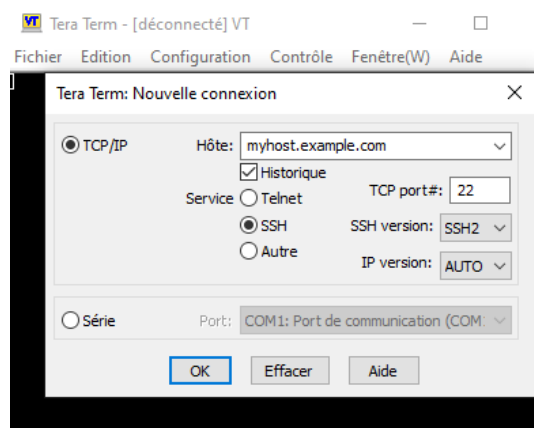 VT Tera Term - [déconnecté] VT
Fichier Edition Configuration Contrôle Fenêtre(W) Aide
Tera Term: Nouvelle connexion
TCP/IP Hôte: myhost.example.com
Historique
Service Telnet TCP port#: 22
SSH SSH version: SSH2
Autre IP version: AUTO
Série Port: COM1: Port de communication (COM:
OK Effacer Aide